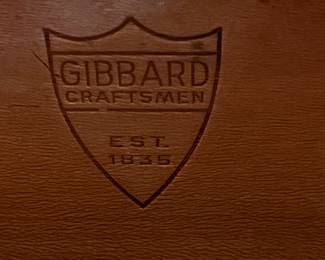 GIBBARD
CRAFTSMEN
EST.
1835